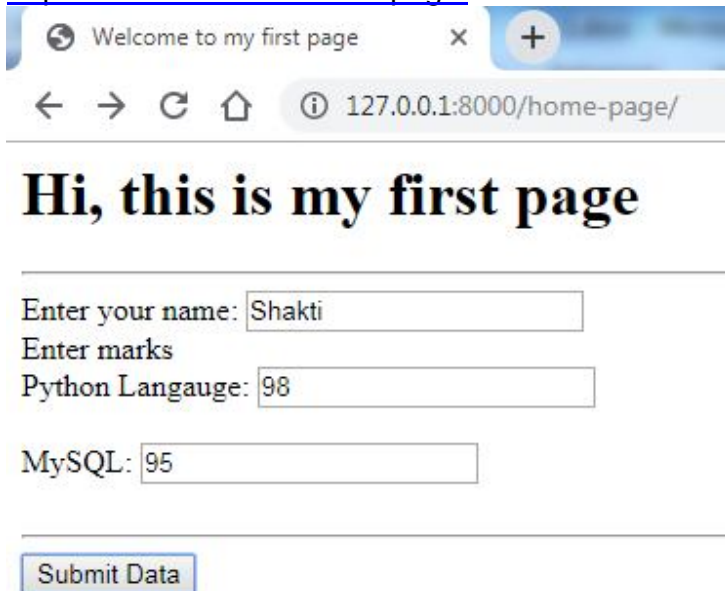 Welcome to my first page
127.0.0.1:8000/home-page/
Hi, this is my first page
Enter your name: Shakti
Enter marks
Python Langauge: 98
MySQL: 95
Submit Data